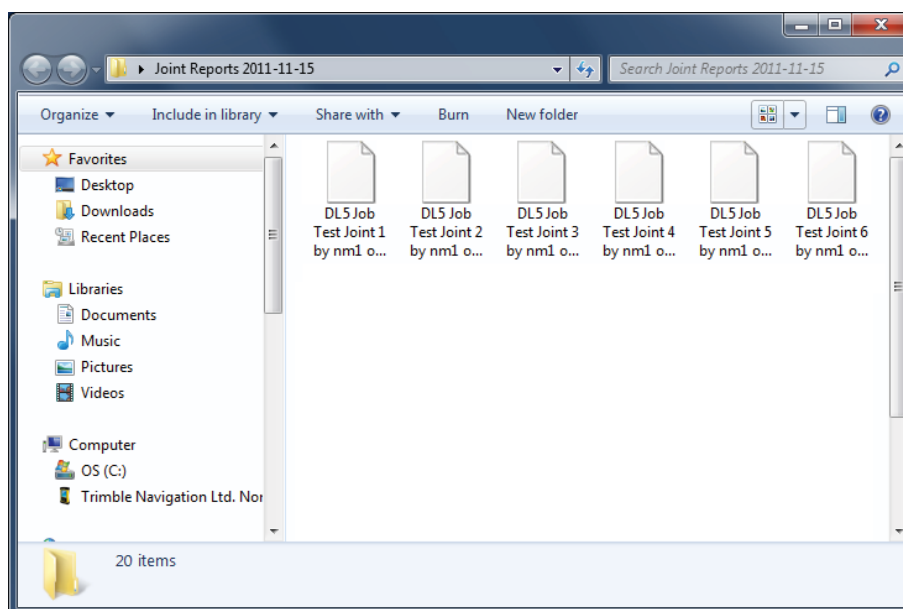 Joint Reports 2011-11-15
Search Joint Reports 2011-11-15
Organize
Include in library
Share with
Burn
New folder
Favorites
Desktop
Downloads
Recent Places
Libraries
Documents
Music
Pictures
Videos
Computer
OS (C:)
Trimble Navigation Ltd. Nor
DL5 Job
Test Joint 1
by nm1 o...
DL5 Job
Test Joint 2
by nm1 o...
DL5 Job
Test Joint 3
by nm1 o...
DL5 Job
Test Joint 4
by nm1 o...
DL5 Job
Test Joint 5
by nm1 o...
DL5 Job
Test Joint 6
by nm1 o...
20 items